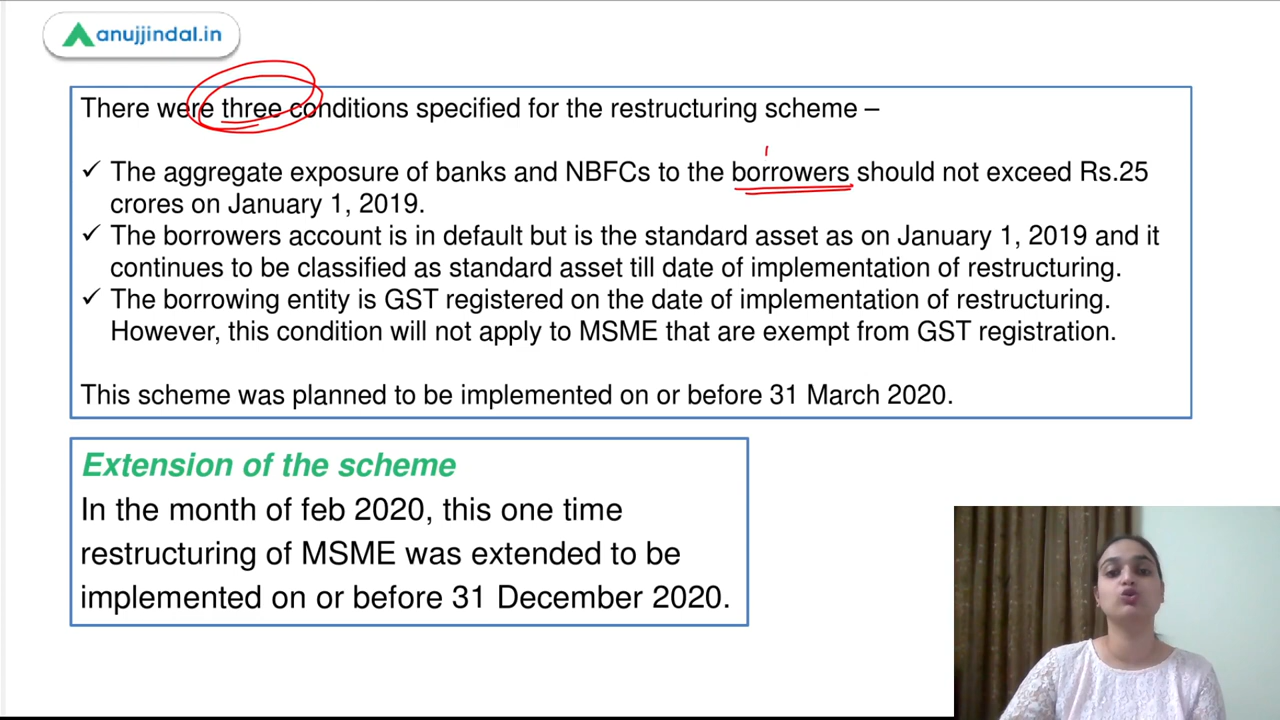 anujjindal.in
There were three conditions specified for the restructuring scheme –
✓ The aggregate exposure of banks and NBFCs to the borrowers should not exceed Rs.25
crores on January 1, 2019.
✓ The borrowers account is in default but is the standard asset as on January 1, 2019 and it
continues to be classified as standard asset till date of implementation of restructuring.
✓ The borrowing entity is GST registered on the date of implementation of restructuring.
However, this condition will not apply to MSME that are exempt from GST registration.
This scheme was planned to be implemented on or before 31 March 2020.
Extension of the scheme
In the month of feb 2020, this one time
restructuring of MSME was extended to be
implemented on or before 31 December 2020.